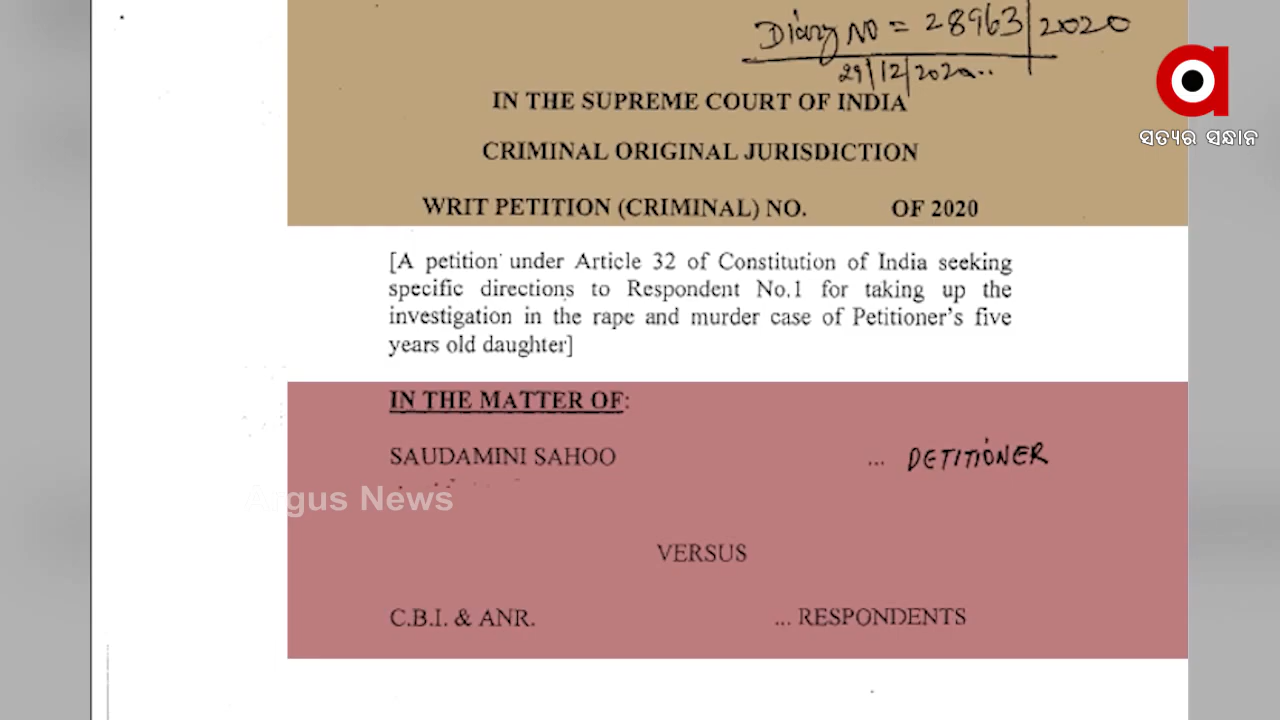 Diary No = 28963/2020
29/12/2020..
ସତ୍ୟର ସନ୍ଧାନ
IN THE SUPREME COURT OF INDIA
CRIMINAL ORIGINAL JURISDICTION
WRIT PETITION (CRIMINAL) NO. OF 2020
[A petition under Article 32 of Constitution of India seeking
specific directions to Respondent No.1 for taking up the
investigation in the rape and murder case of Petitioner's five
years old daughter]
IN THE MATTER OF:
SAUDAMINI SAHOO ... PETITIONER
Argus News
VERSUS
C.B.I. & ANR. ... RESPONDENTS